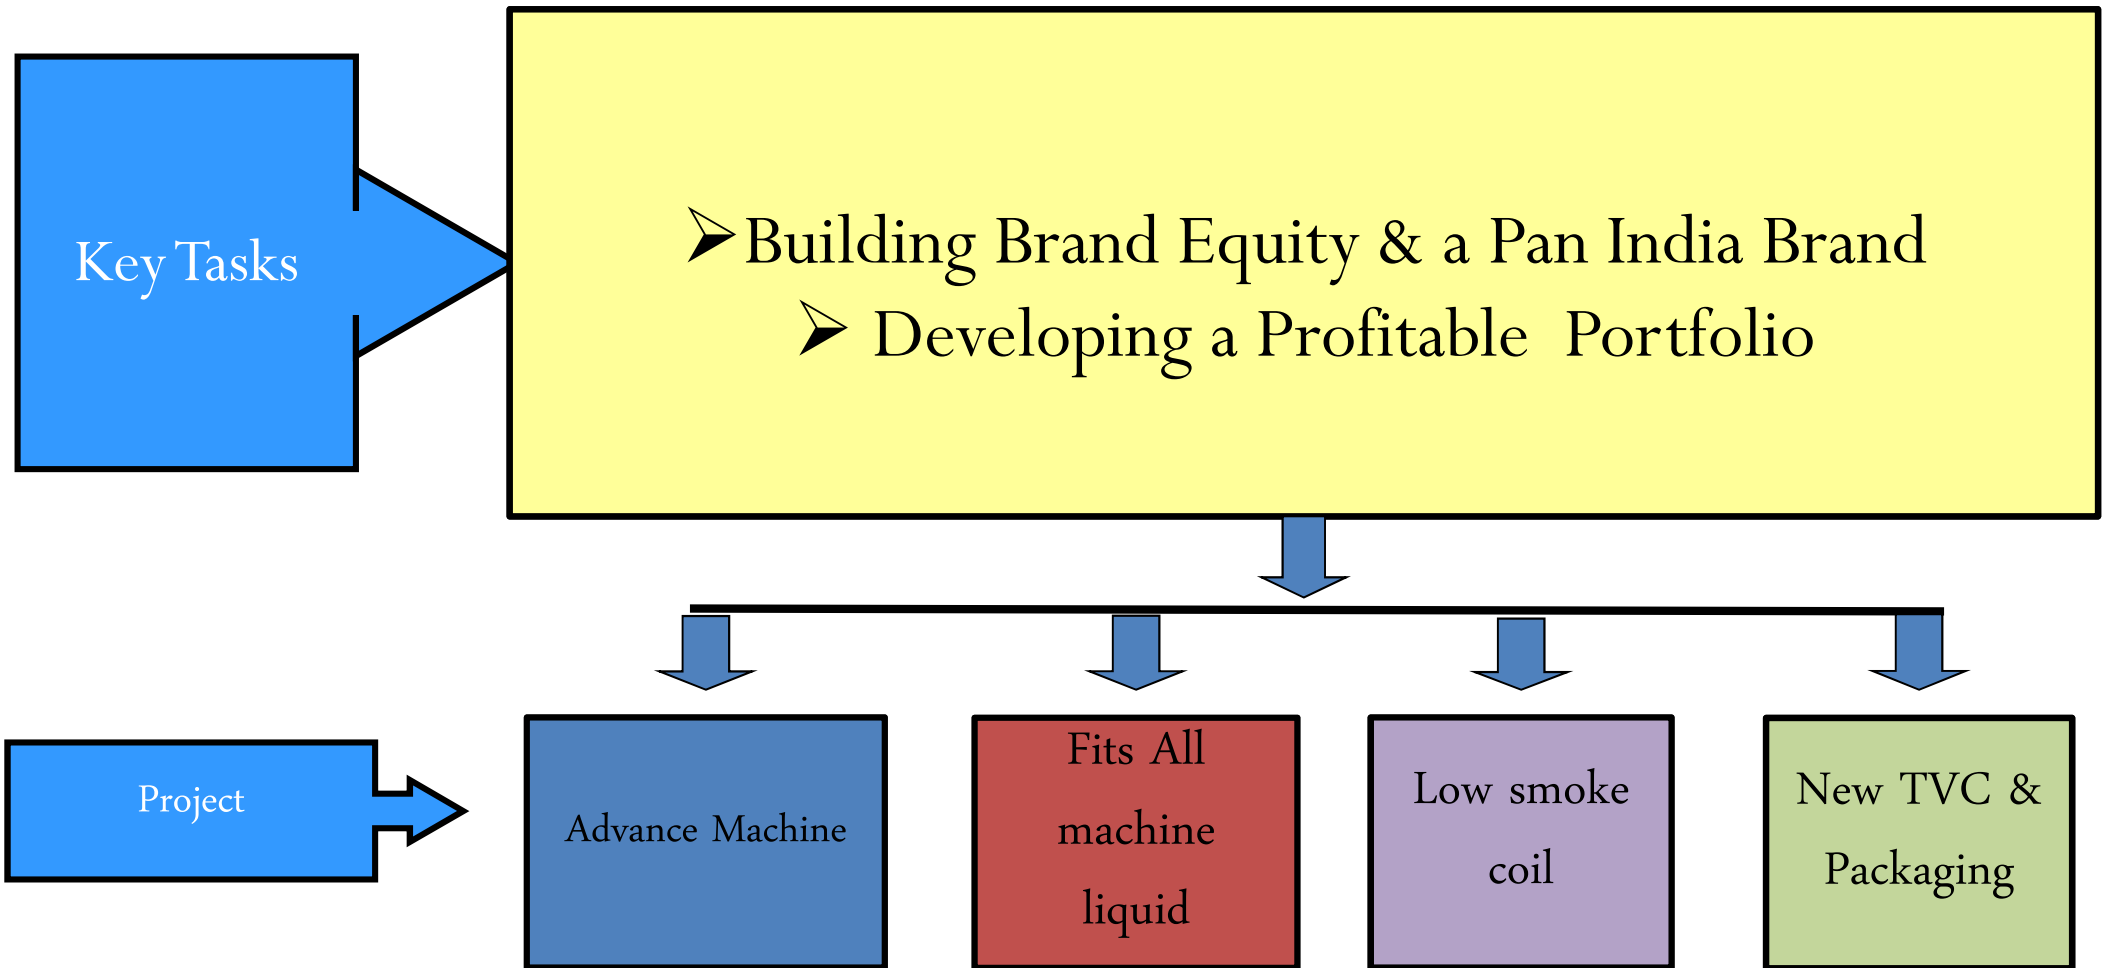 Key Tasks
➢Building Brand Equity & a Pan India Brand
➢ Developing a Profitable Portfolio
Project
Advance Machine
Fits All
machine
liquid
Low smoke
coil
New TVC &
Packaging